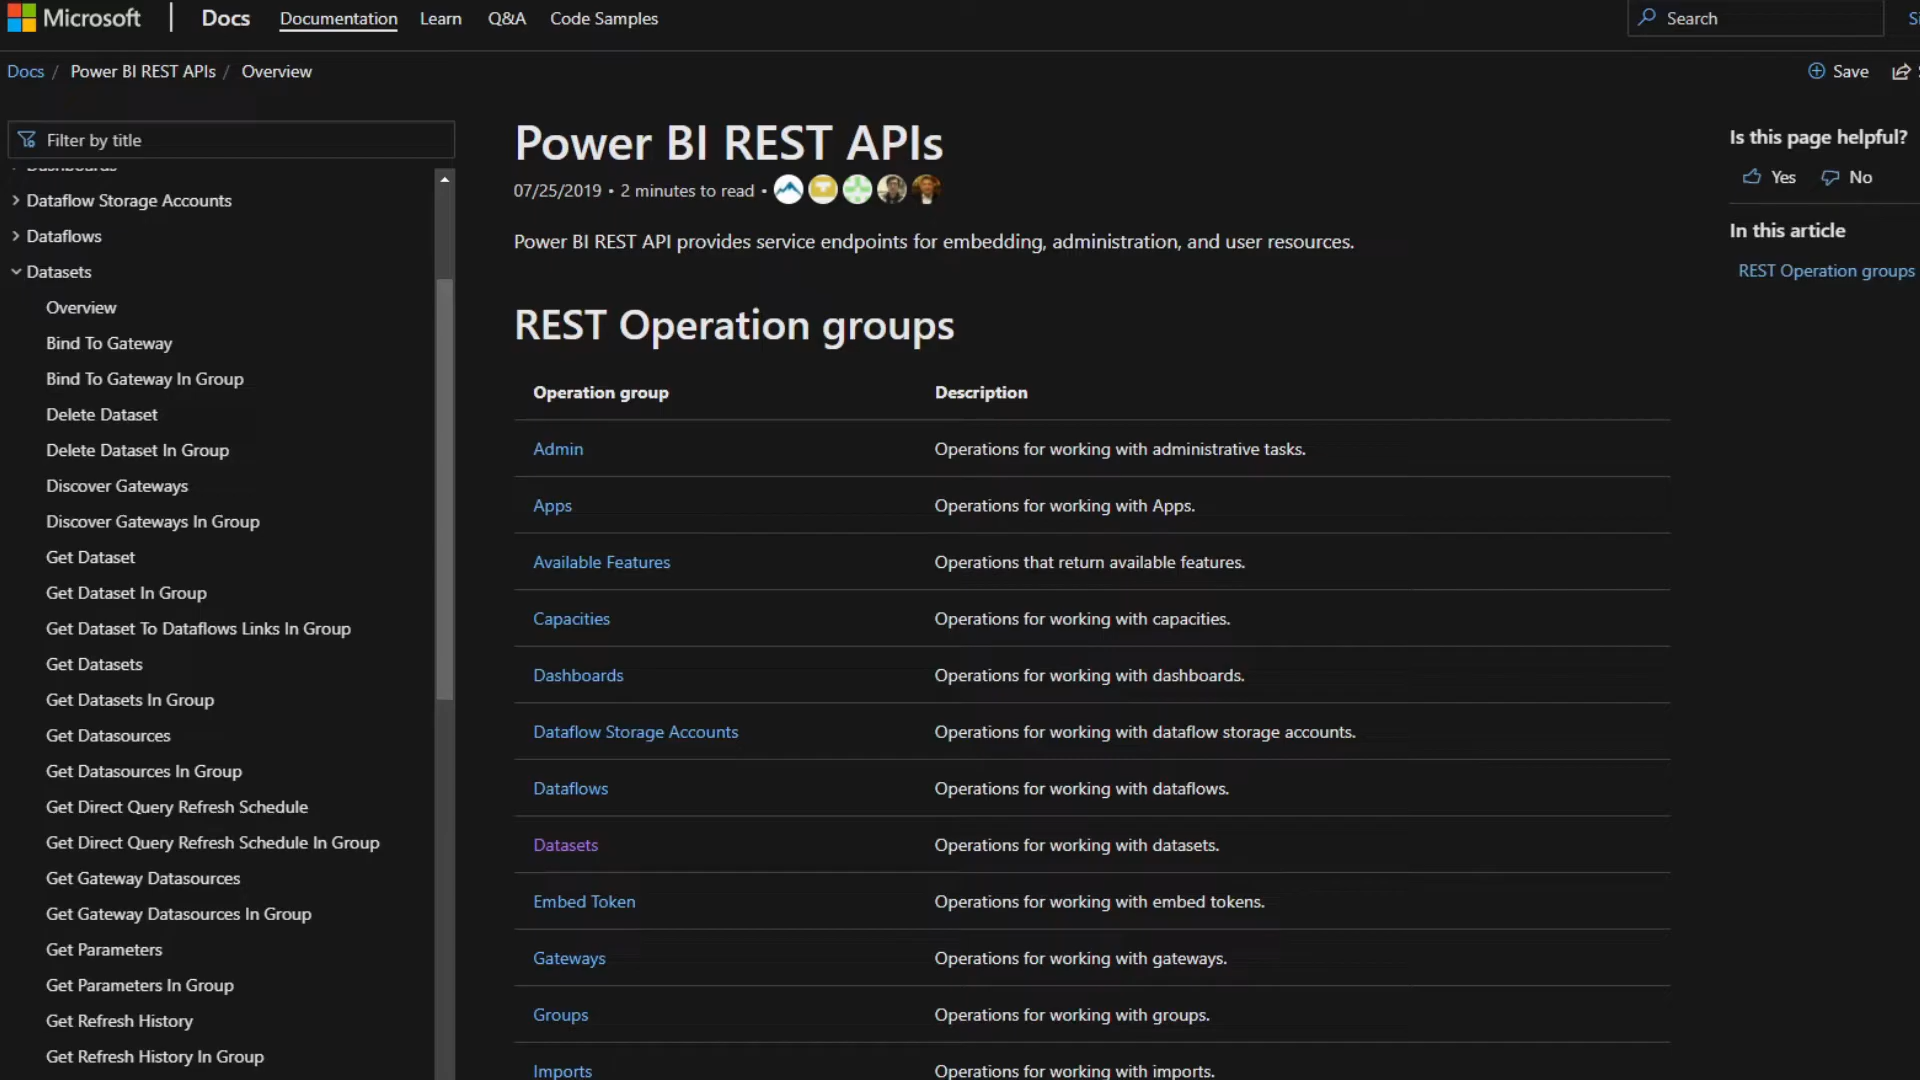 Microsoft
Docs
Documentation
Learn
Q&A
Code Samples
Search
Docs / Power BI REST APIs / Overview
Save
Filter by title
Dashboards
Dataflow Storage Accounts
Dataflows
Datasets
Overview
Bind To Gateway
Bind To Gateway In Group
Delete Dataset
Delete Dataset In Group
Discover Gateways
Discover Gateways In Group
Get Dataset
Get Dataset In Group
Get Dataset To Dataflows Links In Group
Get Datasets
Get Datasets In Group
Get Datasources
Get Datasources In Group
Get Direct Query Refresh Schedule
Get Direct Query Refresh Schedule In Group
Get Gateway Datasources
Get Gateway Datasources In Group
Get Parameters
Get Parameters In Group
Get Refresh History
Get Refresh History In Group
Power BI REST APIs
07/25/2019 • 2 minutes to read •
Power BI REST API provides service endpoints for embedding, administration, and user resources.
REST Operation groups
Operation group Description
Admin Operations for working with administrative tasks.
Apps Operations for working with Apps.
Available Features Operations that return available features.
Capacities Operations for working with capacities.
Dashboards Operations for working with dashboards.
Dataflow Storage Accounts Operations for working with dataflow storage accounts.
Dataflows Operations for working with dataflows.
Datasets Operations for working with datasets.
Embed Token Operations for working with embed tokens.
Gateways Operations for working with gateways.
Groups Operations for working with groups.
Imports Operations for working with imports.
Is this page helpful?
Yes No
In this article
REST Operation groups